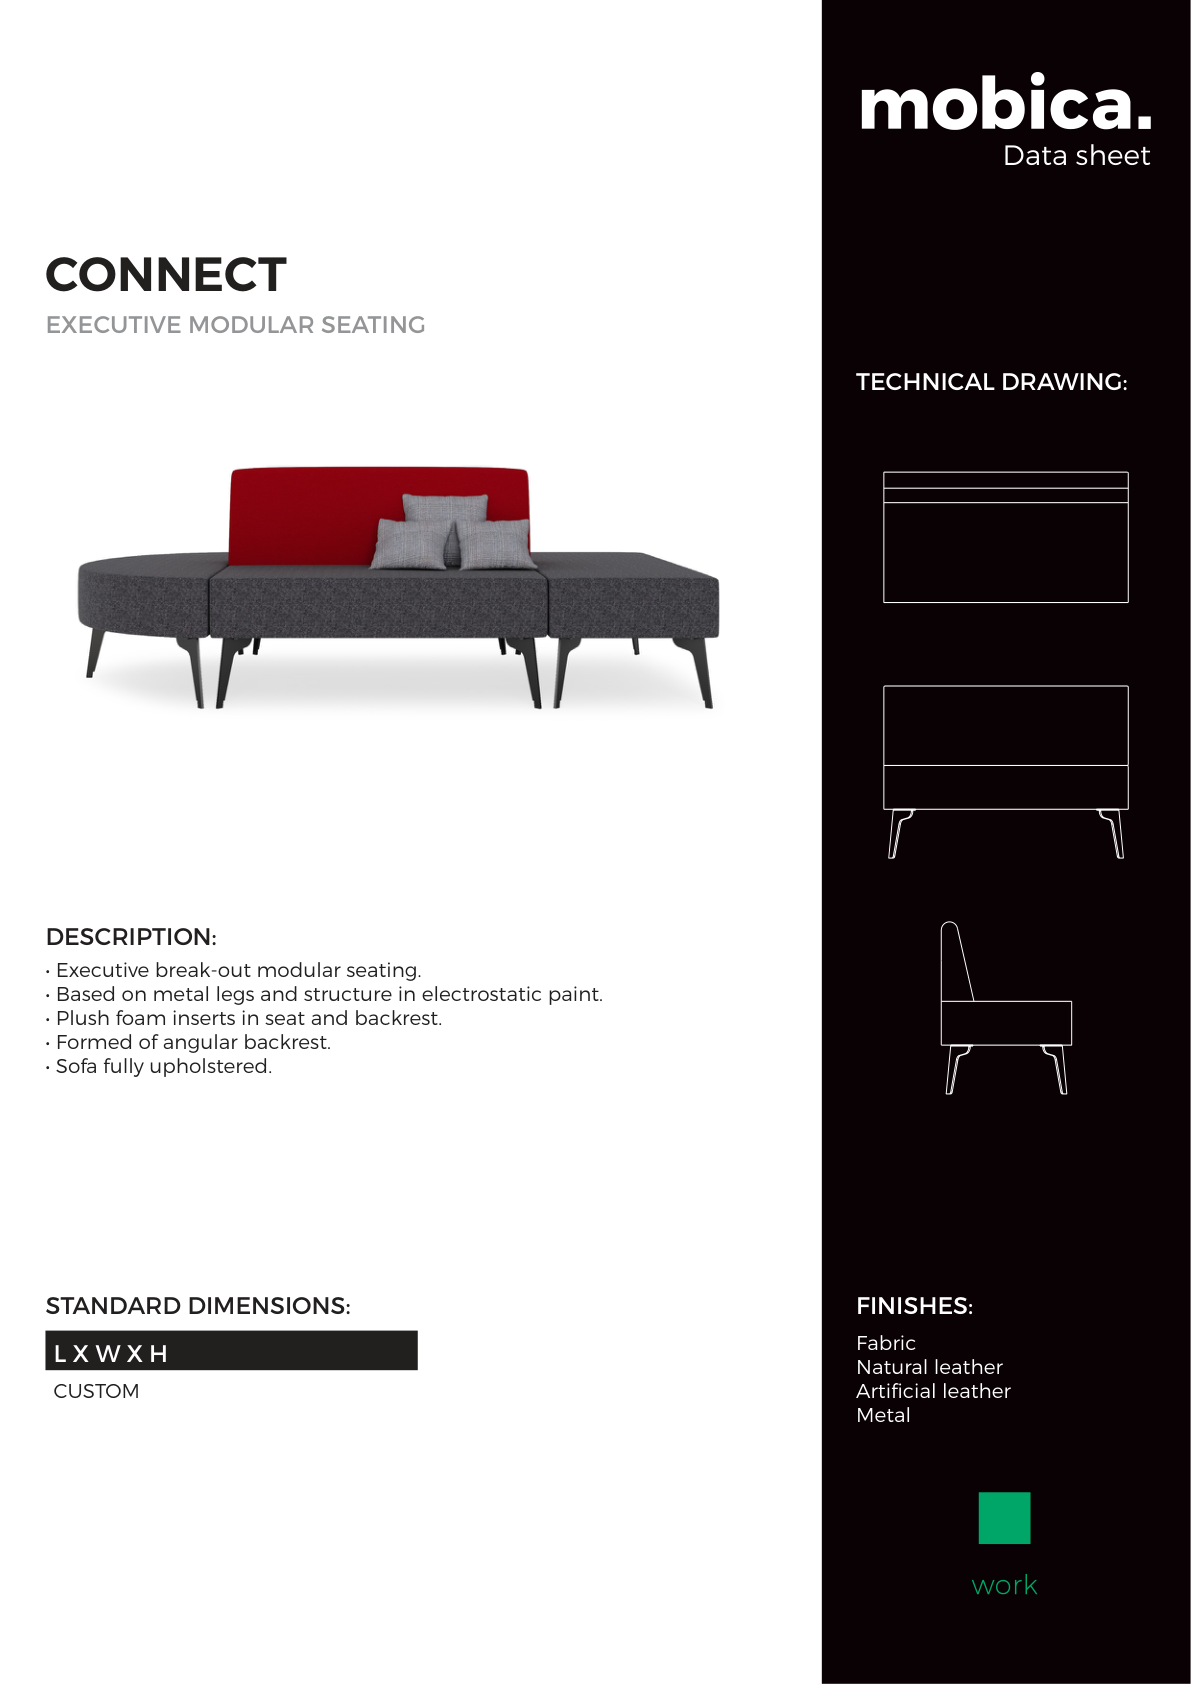 mobica.
Data sheet
CONNECT
EXECUTIVE MODULAR SEATING
TECHNICAL DRAWING:
DESCRIPTION:
• Executive break-out modular seating.
• Based on metal legs and structure in electrostatic paint.
• Plush foam inserts in seat and backrest.
• Formed of angular backrest.
• Sofa fully upholstered.
STANDARD DIMENSIONS:
L X W X H
CUSTOM
FINISHES:
Fabric
Natural leather
Artificial leather
Metal
work